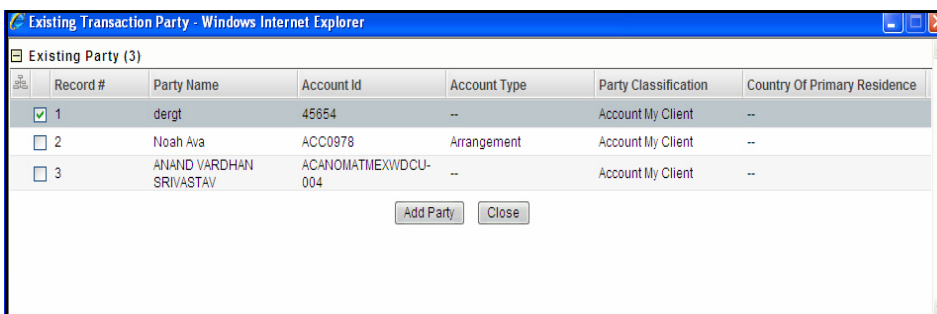 Existing Transaction Party - Windows Internet Explorer
Existing Party (3)
Record # Party Name Account Id Account Type Party Classification Country Of Primary Residence
1 dergt 45654 -- Account My Client --
2 Noah Ava ACC0978 Arrangement Account My Client --
3 ANAND VARDHAN SRIVASTAV ACANOMATMEXWDCU-004 -- Account My Client --
Add Party Close